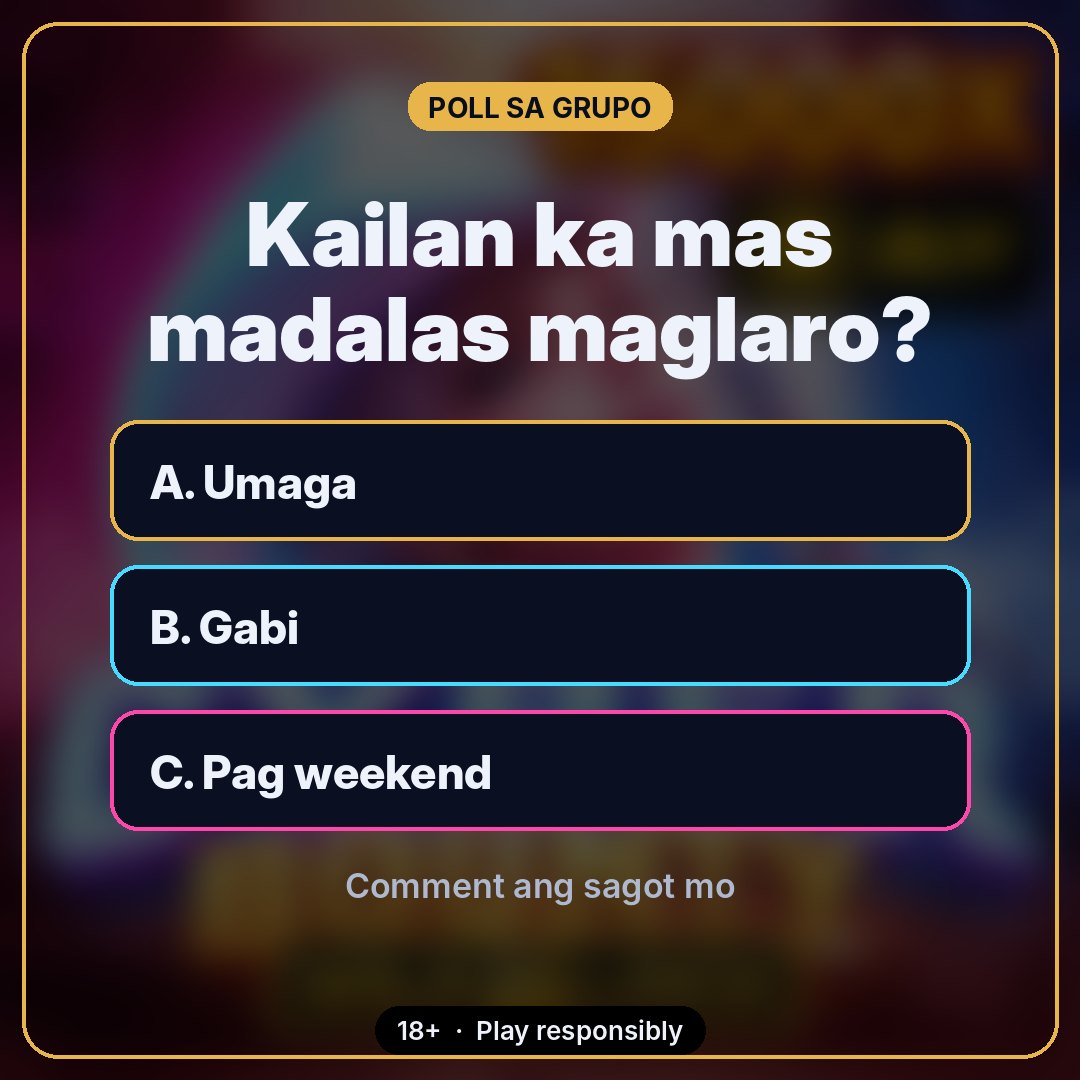 POLL SA GRUPO
Kailan ka mas
madalas maglaro?
A. Umaga
B. Gabi
C. Pag weekend
Comment ang sagot mo
18+ · Play responsibly